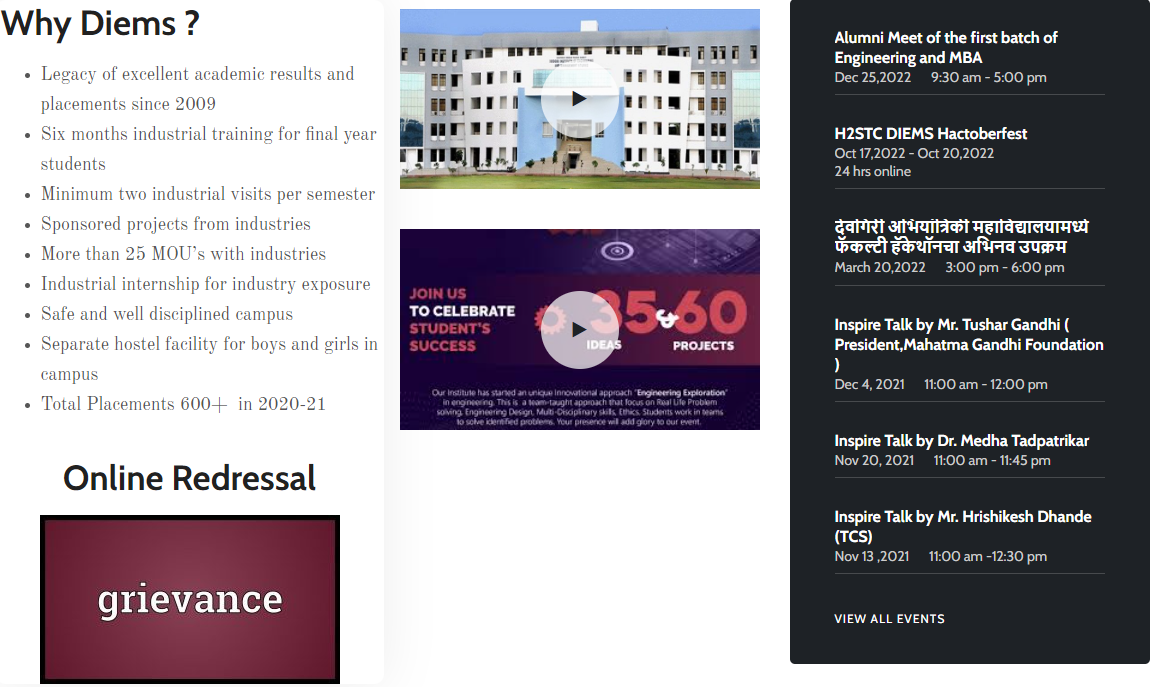 Why Diems ?
Legacy of excellent academic results and
placements since 2009
Six months industrial training for final year
students
Minimum two industrial visits per semester
Sponsored projects from industries
More than 25 MOU’s with industries
Industrial internship for industry exposure
Safe and well disciplined campus
Separate hostel facility for boys and girls in
campus
Total Placements 600+ in 2020-21
Online Redressal
grievance
JOIN US
TO CELEBRATE
STUDENT'S
SUCCESS
35 & 60
IDEAS PROJECTS
Our Institute has started an unique Innovational approach "Engineering Exploration"
in engineering. This is a team-taught approach that focus on Real Life Problem
solving, Engineering Design, Multi-Disciplinary skills, Ethics. Students work in teams
to solve identified problems. Your presence will add glory to our event.
Alumni Meet of the first batch of
Engineering and MBA
Dec 25,2022 9:30 am - 5:00 pm
H2STC DIEMS Hactoberfest
Oct 17,2022 - Oct 20,2022
24 hrs online
देवगिरी अभियांत्रिकी महाविद्यालयामध्ये
फॅकल्टी हॅकेथॉनचा अभिनव उपक्रम
March 20,2022 3:00 pm - 6:00 pm
Inspire Talk by Mr. Tushar Gandhi (
President,Mahatma Gandhi Foundation
)
Dec 4, 2021 11:00 am - 12:00 pm
Inspire Talk by Dr. Medha Tadpatrikar
Nov 20, 2021 11:00 am - 11:45 pm
Inspire Talk by Mr. Hrishikesh Dhande
(TCS)
Nov 13 ,2021 11:00 am -12:30 pm
VIEW ALL EVENTS